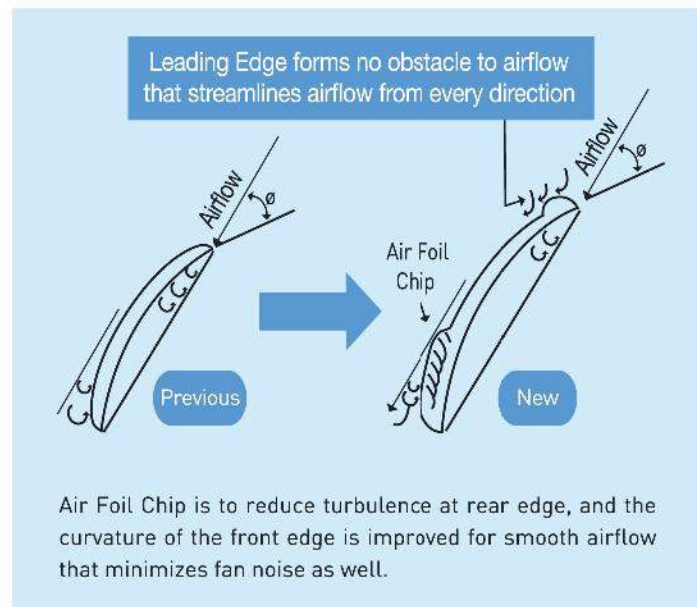 Leading Edge forms no obstacle to airflow
that streamlines airflow from every direction
Airflow
ø
Airflow
ø
Air Foil
Chip
Previous
New
Air Foil Chip is to reduce turbulence at rear edge, and the
curvature of the front edge is improved for smooth airflow
that minimizes fan noise as well.